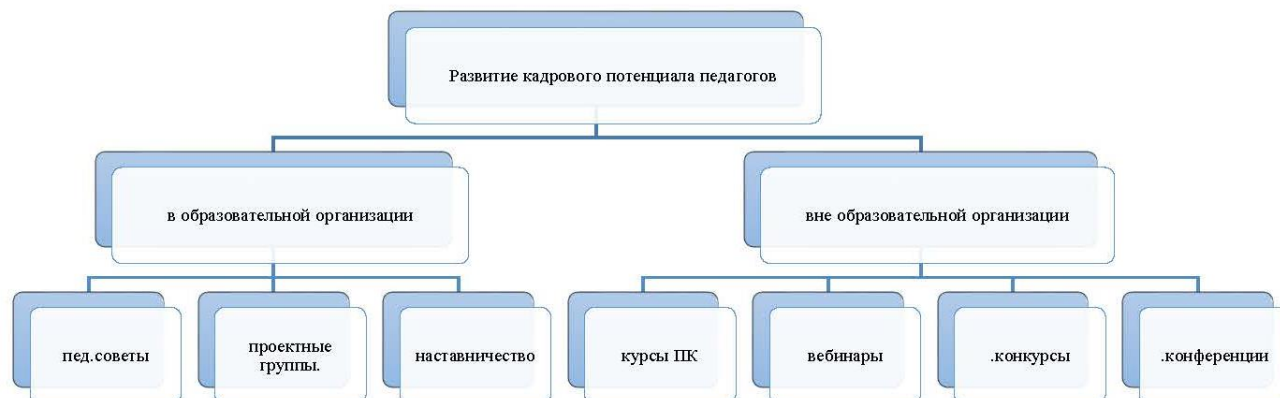 Развитие кадрового потенциала педагогов
в образовательной организации
вне образовательной организации
пед.советы
проектные
группы.
наставничество
курсы ПК
вебинары
.конкурсы
.конференции